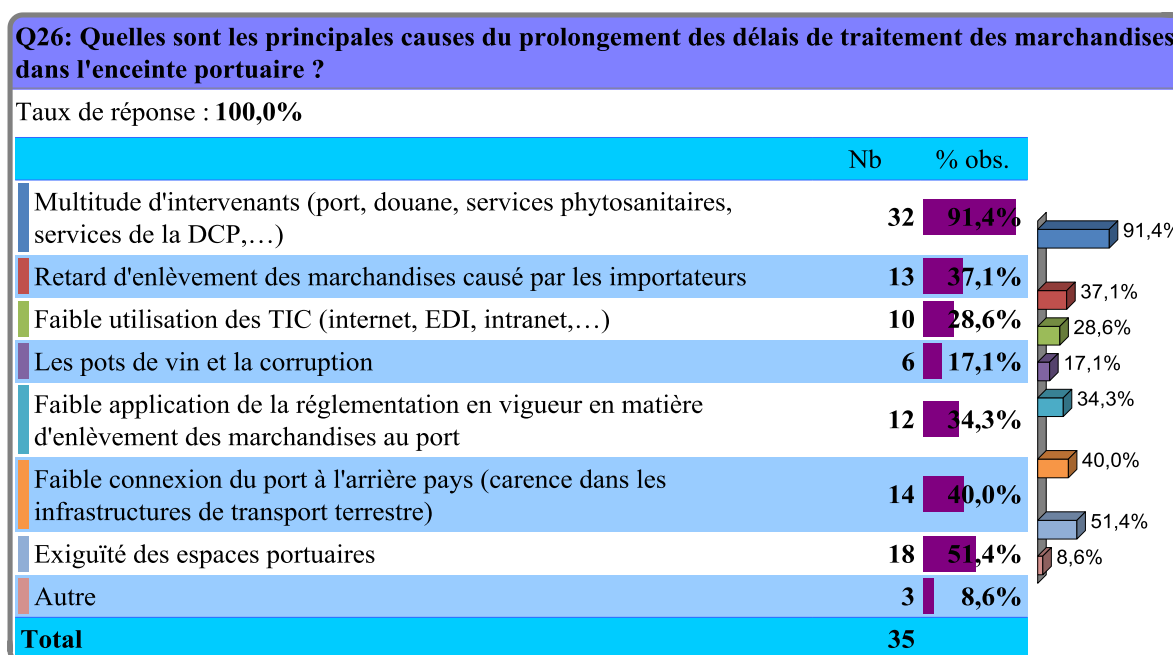 Q26: Quelles sont les principales causes du prolongement des délais de traitement des marchandises
dans l'enceinte portuaire ?
Taux de réponse : 100,0%
Nb % obs.
Multitude d'intervenants (port, douane, services phytosanitaires,
services de la DCP,…) 32 91,4%
91,4%
Retard d'enlèvement des marchandises causé par les importateurs 13 37,1%
37,1%
Faible utilisation des TIC (internet, EDI, intranet,…) 10 28,6%
28,6%
Les pots de vin et la corruption 6 17,1%
17,1%
Faible application de la réglementation en vigueur en matière
d'enlèvement des marchandises au port 12 34,3%
34,3%
Faible connexion du port à l'arrière pays (carence dans les
infrastructures de transport terrestre) 14 40,0%
40,0%
Exiguïté des espaces portuaires 18 51,4%
51,4%
Autre 3 8,6%
8,6%
Total 35